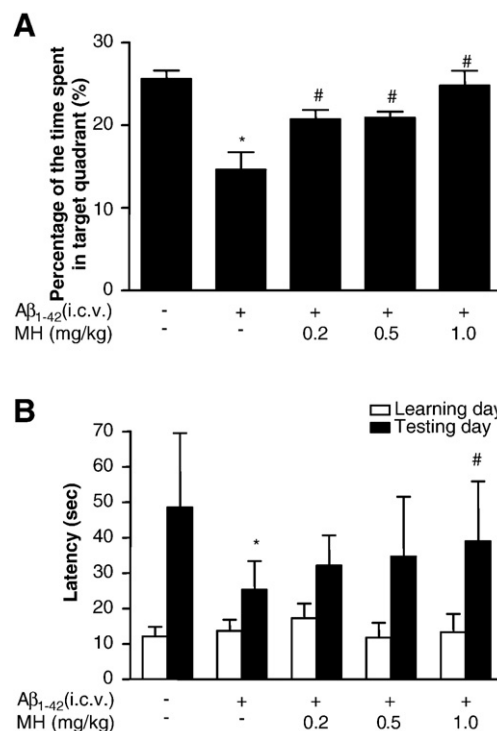 A
Percentage of the time spent
in target quadrant (%)
30
20
10
0
*
#
#
#
Aβ1-42(i.c.v.) - + + + +
MH (mg/kg) - - 0.2 0.5 1.0
B
Learning day
Testing day
Latency (sec)
70
60
50
40
30
20
10
0
*
#
Aβ1-42(i.c.v.) - + + + +
MH (mg/kg) - - 0.2 0.5 1.0